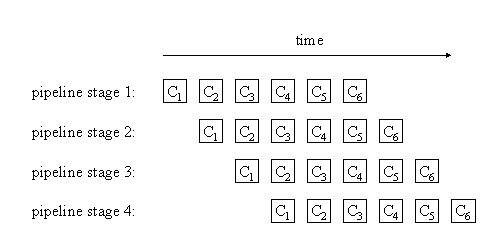 time
pipeline stage 1: C1 C2 C3 C4 C5 C6
pipeline stage 2: C1 C2 C3 C4 C5 C6
pipeline stage 3: C1 C2 C3 C4 C5 C6
pipeline stage 4: C1 C2 C3 C4 C5 C6